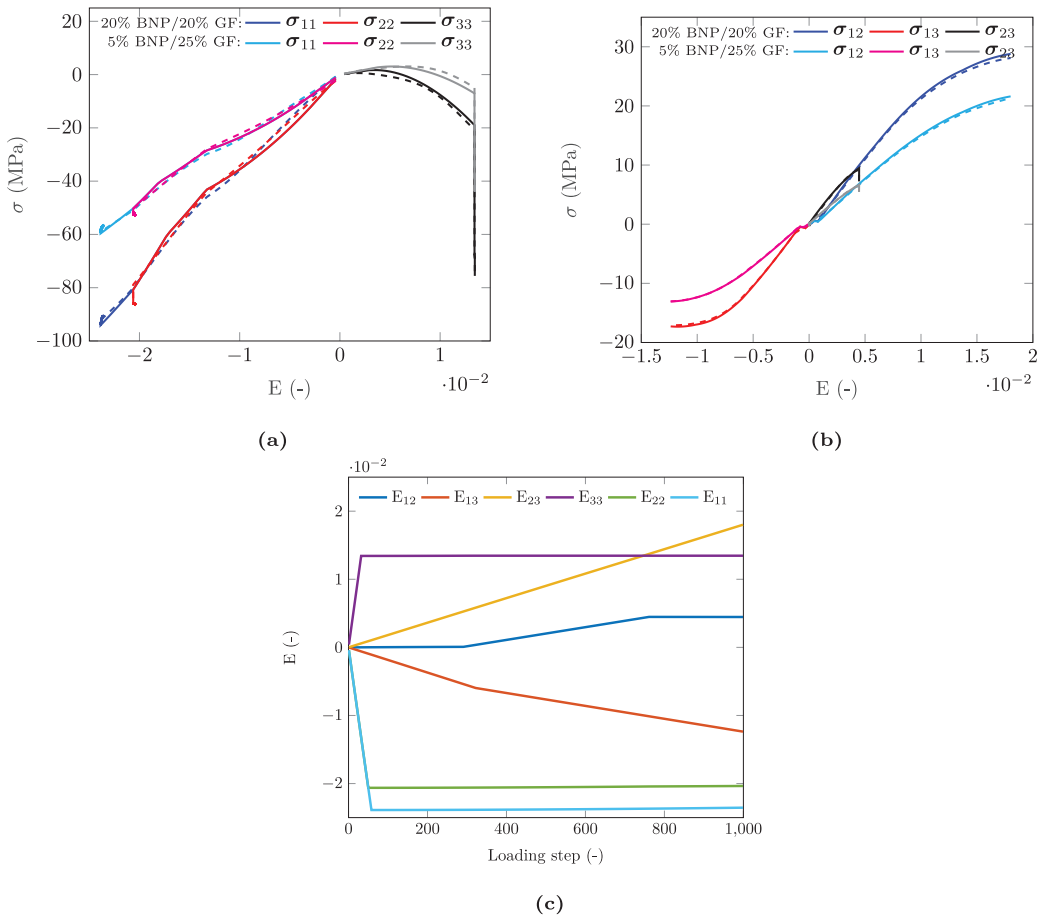 20% BNP/20% GF: σ11 σ22 σ33
5% BNP/25% GF: σ11 σ22 σ33
20
0
−20
−40
−60
−80
−100
σ (MPa)
−2 −1 0 1
·10−2
E (-)
(a)
20% BNP/20% GF: σ12 σ13 σ23
5% BNP/25% GF: σ12 σ13 σ23
30
20
10
0
−10
−20
σ (MPa)
−1.5 −1 −0.5 0 0.5 1 1.5 2
·10−2
E (-)
(b)
·10−2
E12 E13 E23 E33 E22 E11
2
1
0
−1
−2
E (-)
0 200 400 600 800 1,000
Loading step (-)
(c)